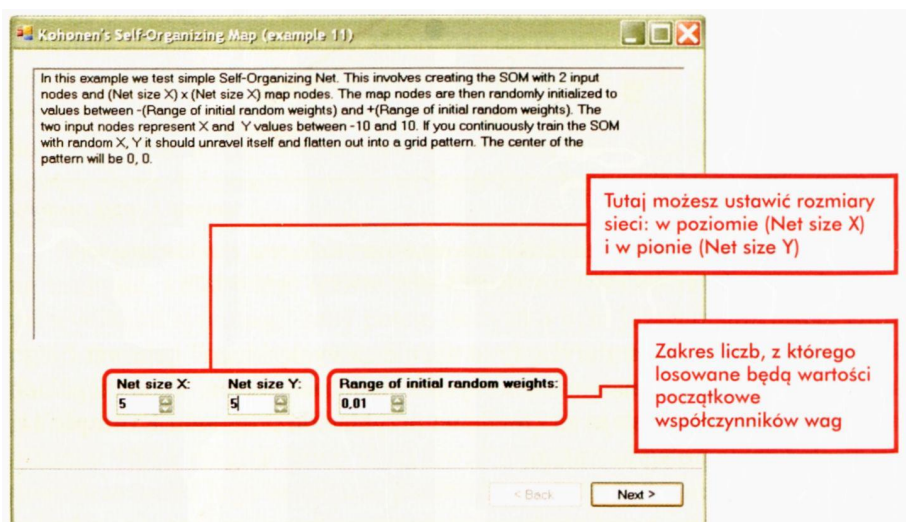 Kohonen's Self-Organizing Map (example 11)
In this example we test simple Self-Organizing Net. This involves creating the SOM with 2 input
nodes and (Net size X) x (Net size X) map nodes. The map nodes are then randomly initialized to
values between -(Range of initial random weights) and +(Range of initial random weights). The
two input nodes represent X and Y values between -10 and 10. If you continuously train the SOM
with random X, Y it should unravel itself and flatten out into a grid pattern. The center of the
pattern will be 0, 0.
Tutaj możesz ustawić rozmiary
sieci: w poziomie (Net size X)
i w pionie (Net size Y)
Zakres liczb, z którego
losowane będą wartości
początkowe
współczynników wag
Net size X: Net size Y: Range of initial random weights:
5 5 0,01
< Back Next >